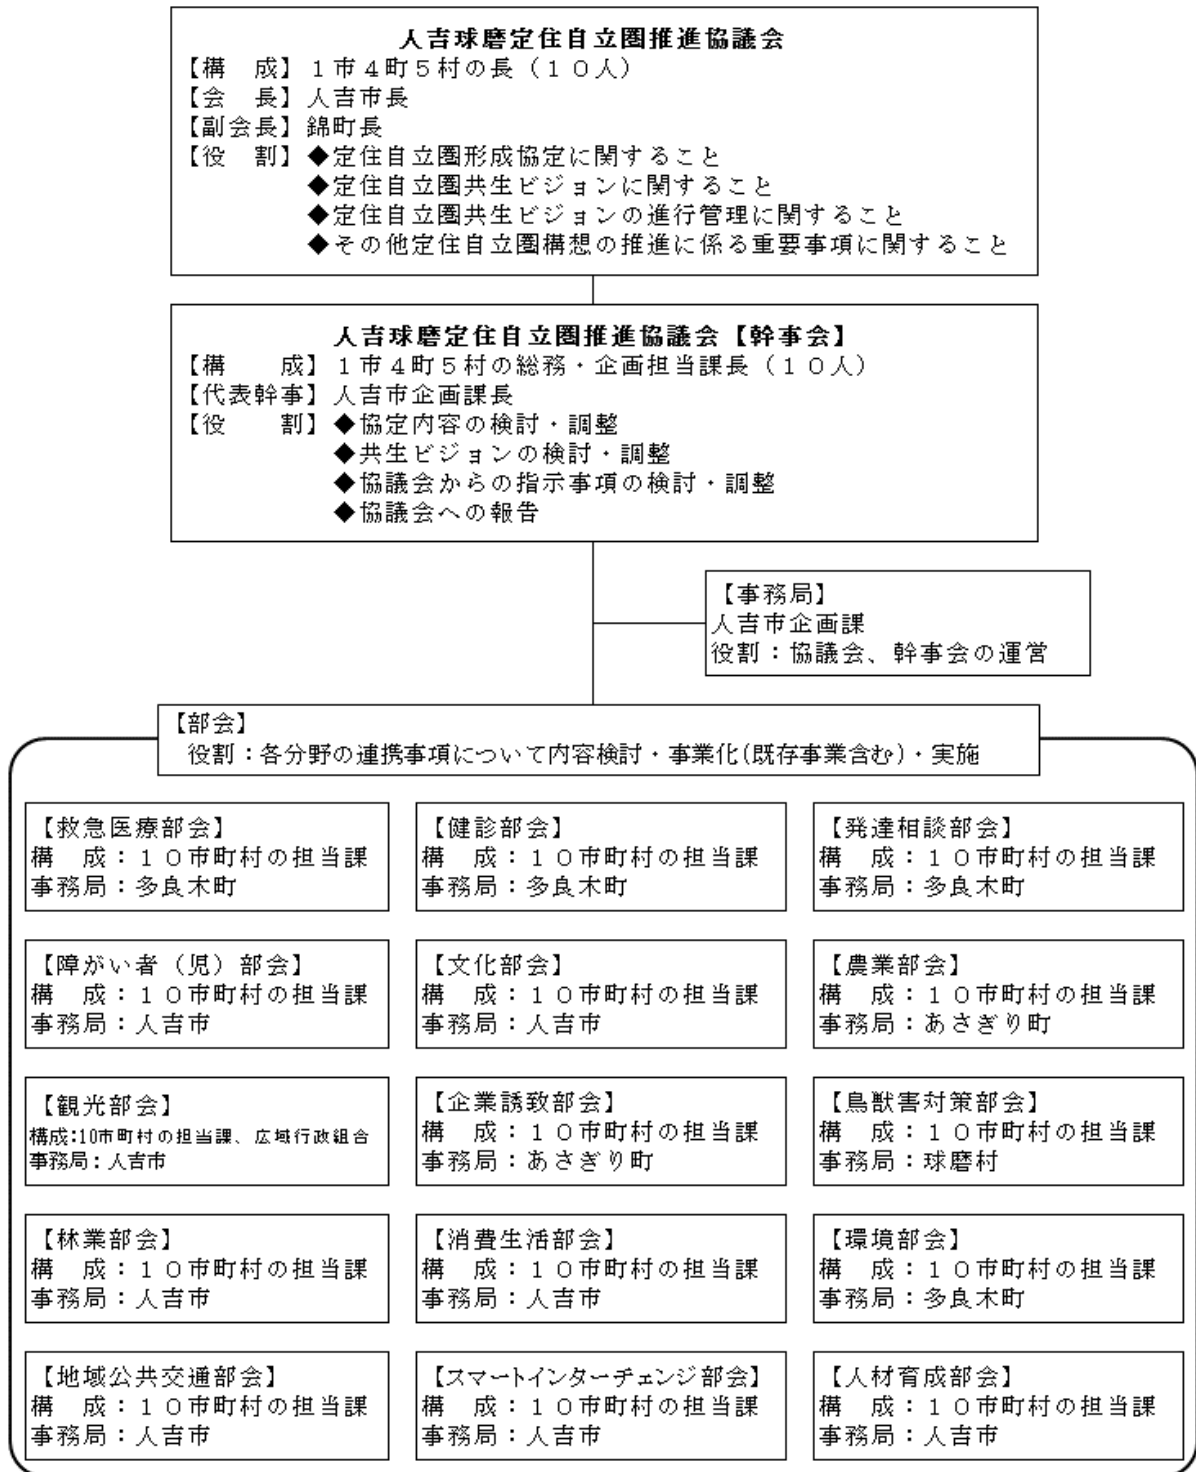 人吉球磨定住自立圏推進協議会
【構　成】１市４町５村の長（１０人）
【会　長】人吉市長
【副会長】錦町長
【役　割】◆定住自立圏形成協定に関すること
◆定住自立圏共生ビジョンに関すること
◆定住自立圏共生ビジョンの進行管理に関すること
◆その他定住自立圏構想の推進に係る重要事項に関すること
人吉球磨定住自立圏推進協議会【幹事会】
【構　　成】１市４町５村の総務・企画担当課長（１０人）
【代表幹事】人吉市企画課長
【役　　割】◆協定内容の検討・調整
◆共生ビジョンの検討・調整
◆協議会からの指示事項の検討・調整
◆協議会への報告
【事務局】
人吉市企画課
役割：協議会、幹事会の運営
【部会】
役割：各分野の連携事項について内容検討・事業化(既存事業含む)・実施
【救急医療部会】
構　成：１０市町村の担当課
事務局：多良木町
【健診部会】
構　成：１０市町村の担当課
事務局：多良木町
【発達相談部会】
構　成：１０市町村の担当課
事務局：多良木町
【障がい者（児）部会】
構　成：１０市町村の担当課
事務局：人吉市
【文化部会】
構　成：１０市町村の担当課
事務局：人吉市
【農業部会】
構　成：１０市町村の担当課
事務局：あさぎり町
【観光部会】
構成:10市町村の担当課、広域行政組合
事務局：人吉市
【企業誘致部会】
構　成：１０市町村の担当課
事務局：あさぎり町
【鳥獣害対策部会】
構　成：１０市町村の担当課
事務局：球磨村
【林業部会】
構　成：１０市町村の担当課
事務局：人吉市
【消費生活部会】
構　成：１０市町村の担当課
事務局：人吉市
【環境部会】
構　成：１０市町村の担当課
事務局：多良木町
【地域公共交通部会】
構　成：１０市町村の担当課
事務局：人吉市
【スマートインターチェンジ部会】
構　成：１０市町村の担当課
事務局：人吉市
【人材育成部会】
構　成：１０市町村の担当課
事務局：人吉市